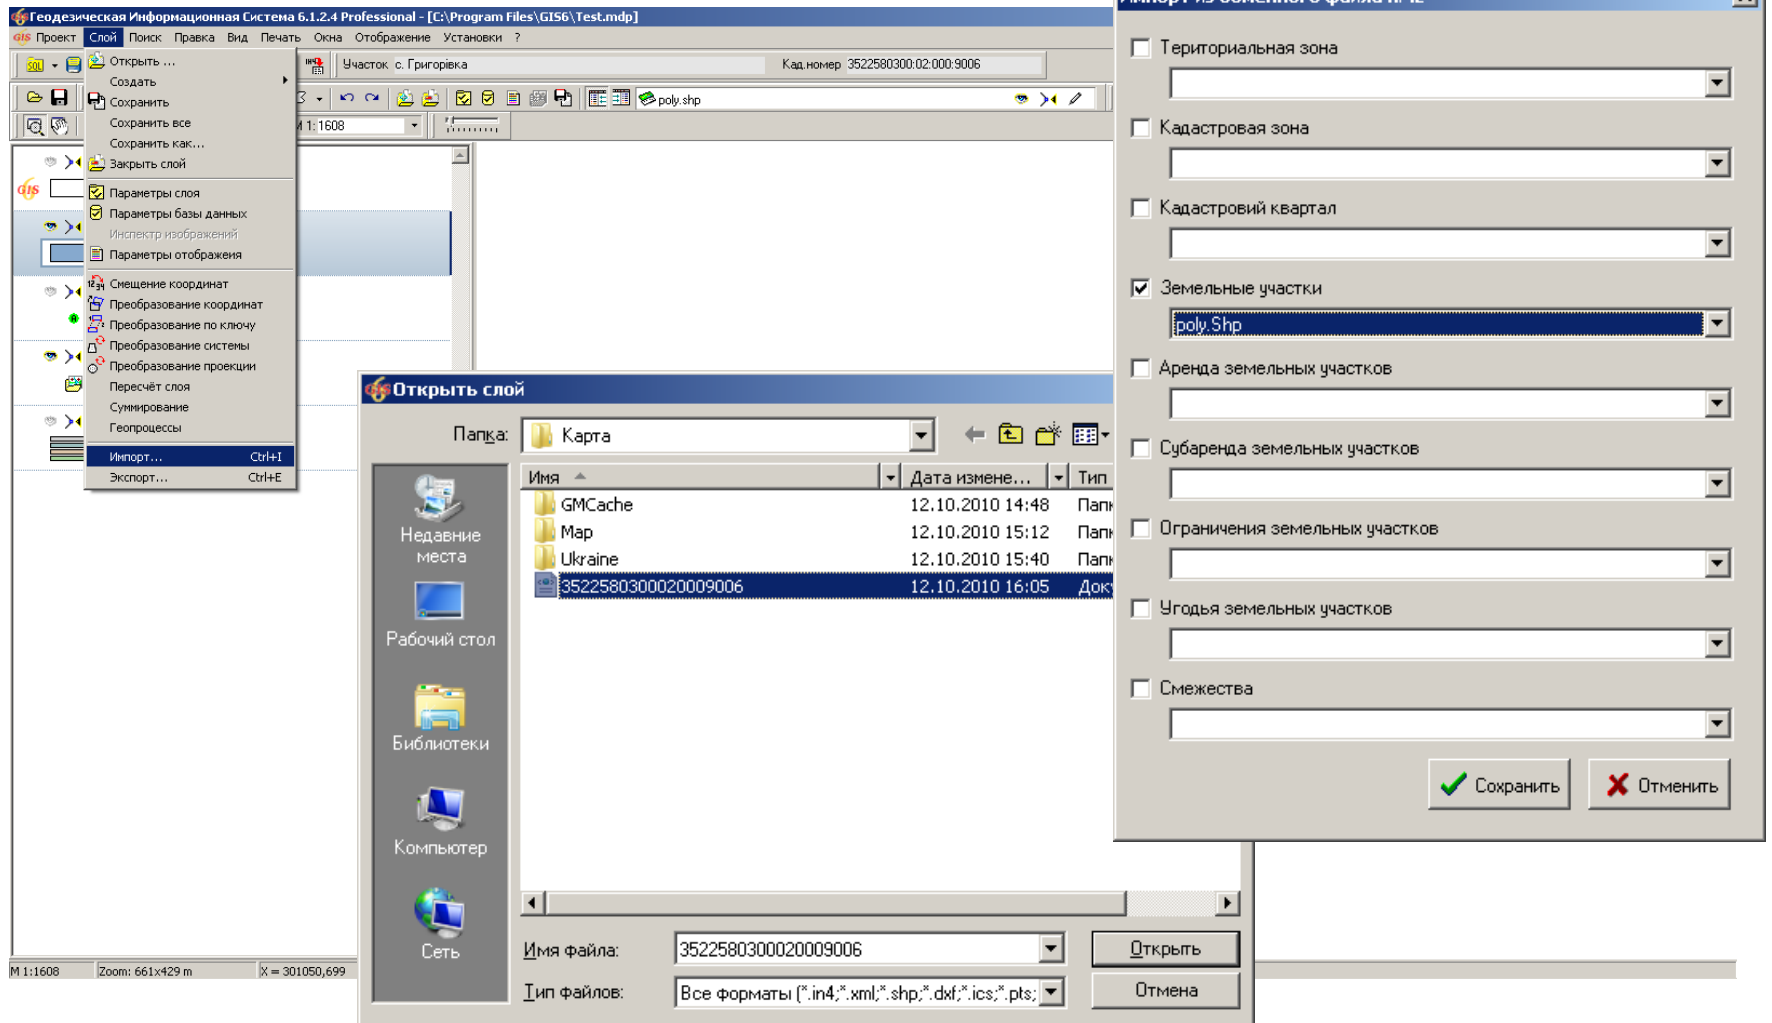 Геодезическая Информационная Система 6.1.2.4 Professional - [C:\Program Files\GIS6\Test.mdp]
GIS Проект Слой Поиск Правка Вид Печать Окна Отображение Установки ?
SQL Участок с. Григорівка Кад.номер 3522580300:02:000:9006
poly.shp
М 1:1608
GIS
Открыть ...
Создать
Сохранить
Сохранить все
Сохранить как...
Закрыть слой
Параметры слоя
Параметры базы данных
Инспектр изображений
Параметры отображеия
Смещение координат
Преобразование координат
Преобразование по ключу
Преобразование системы
Преобразование проекции
Пересчёт слоя
Суммирование
Геопроцессы
Импорт... Ctrl+I
Экспорт... Ctrl+E
М 1:1608 Zoom: 661x429 m X = 301050,699
Открыть слой
Папка: Карта
Имя Дата измене... Тип
GMCache 12.10.2010 14:48
Map 12.10.2010 15:12
Ukraine 12.10.2010 15:40
3522580300020009006 12.10.2010 16:05
Недавние
места
Рабочий стол
Библиотеки
Компьютер
Сеть
Имя файла: 3522580300020009006 Открыть
Тип файлов: Все форматы (*.in4;*.xml;*.shp;*.dxf;*.ics;*.pts; Отмена
Териториальная зона
Кадастровая зона
Кадастровий квартал
Земельные участки
poly.Shp
Аренда земельных участков
Субаренда земельных участков
Ограничения земельных участков
Угодья земельных участков
Смежества
Сохранить Отменить